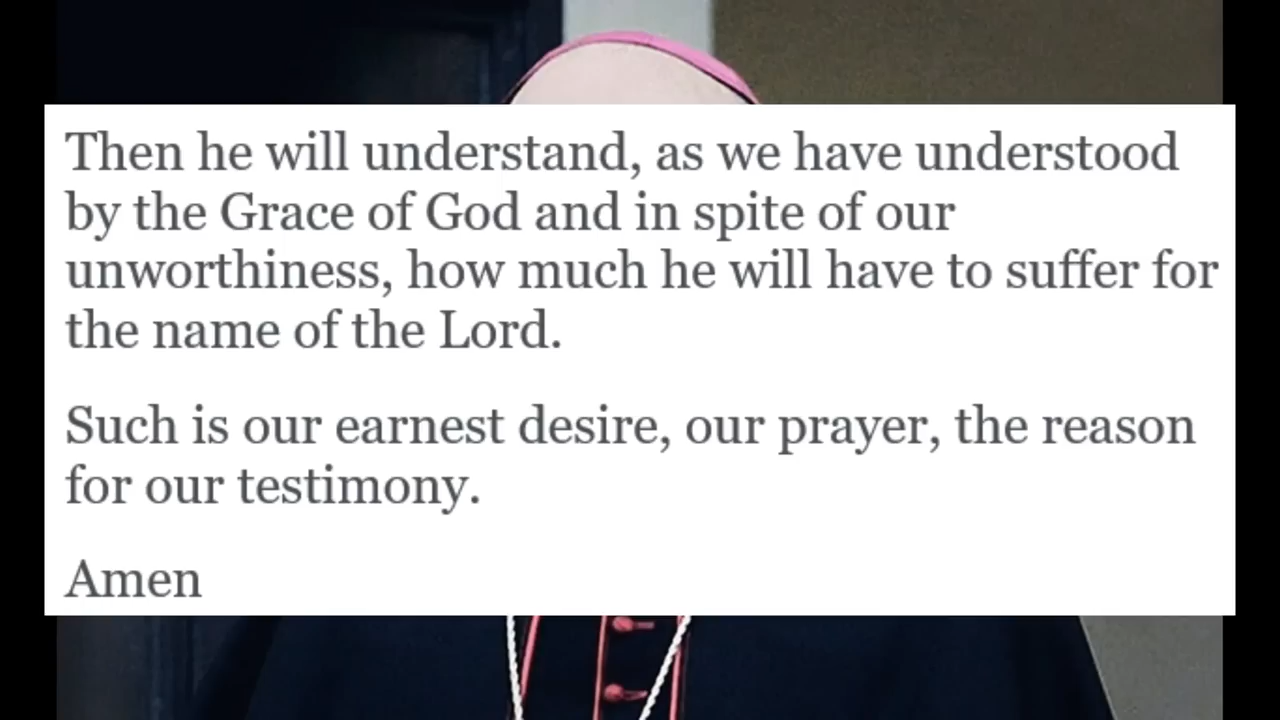 Then he will understand, as we have understood
by the Grace of God and in spite of our
unworthiness, how much he will have to suffer for
the name of the Lord.
Such is our earnest desire, our prayer, the reason
for our testimony.
Amen